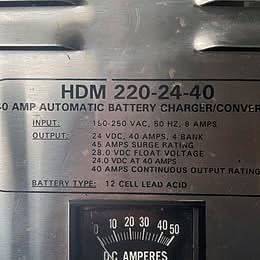 HDM 220-24-40
40 AMP AUTOMATIC BATTERY CHARGER/CONVER
INPUT: 150-250 VAC, 50 HZ, 8 AMPS
OUTPUT: 24 VDC, 40 AMPS, 4 BANK
45 AMPS SURGE RATING
28.0 VDC FLOAT VOLTAGE
24.0 VDC AT 40 AMPS
40 AMPS CONTINUOUS OUTPUT RATING
BATTERY TYPE: 12 CELL LEAD ACID
0 10 20 30 40 50
D.C. AMPERES